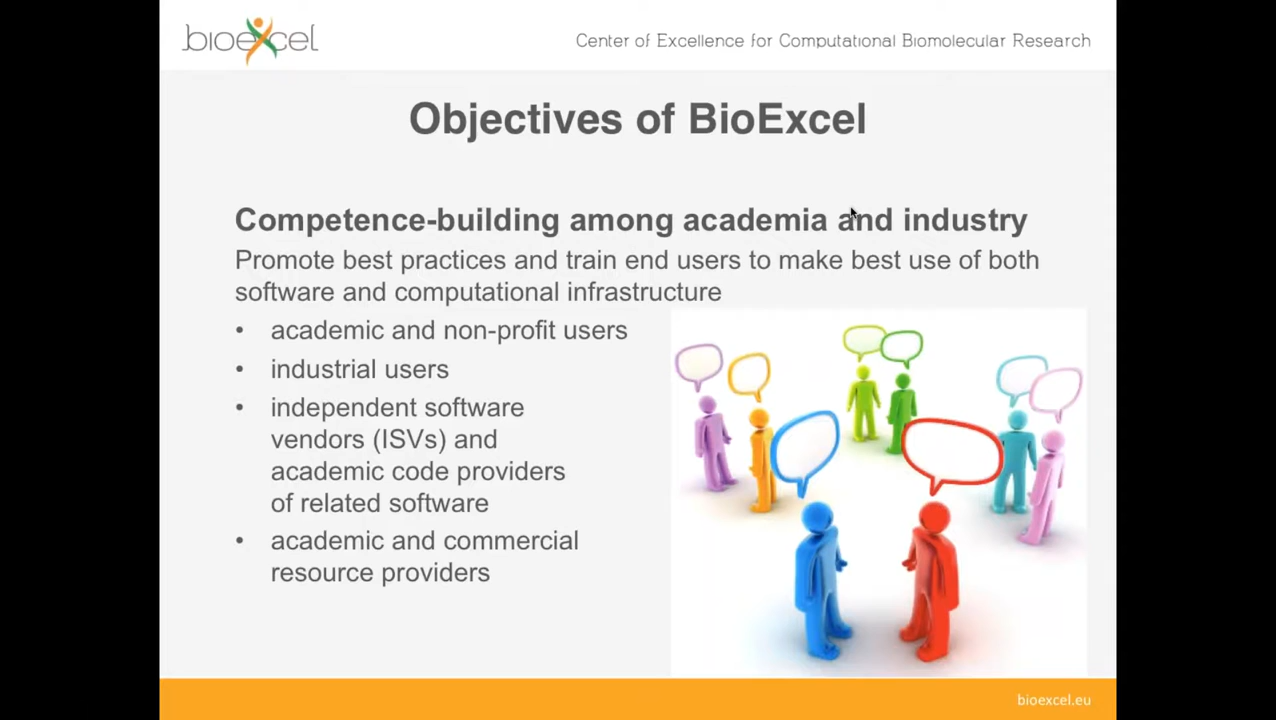 bioexcel
Center of Excellence for Computational Biomolecular Research
Objectives of BioExcel
Competence-building among academia and industry
Promote best practices and train end users to make best use of both
software and computational infrastructure
• academic and non-profit users
• industrial users
• independent software
vendors (ISVs) and
academic code providers
of related software
• academic and commercial
resource providers
bioexcel.eu